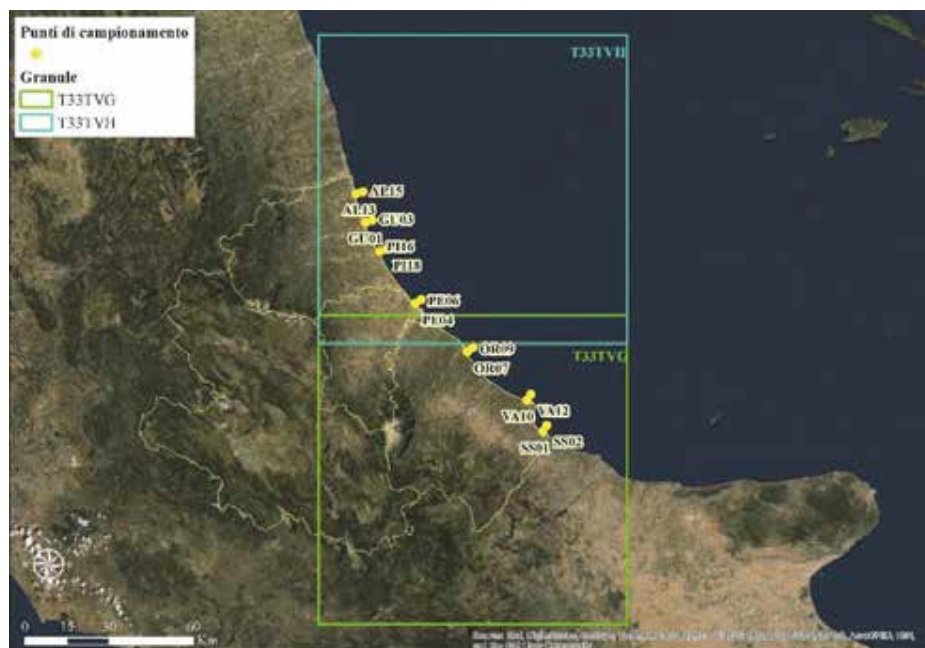 Punti di campionamento
Granule
T33TVG
T33TVH
T33TVH
AL15
AL13
GU03
GU01
PI16
PI18
PE06
PE04
T33TVG
OR09
OR07
VA12
VA10
SS02
SS01
0 15 30 60
Km